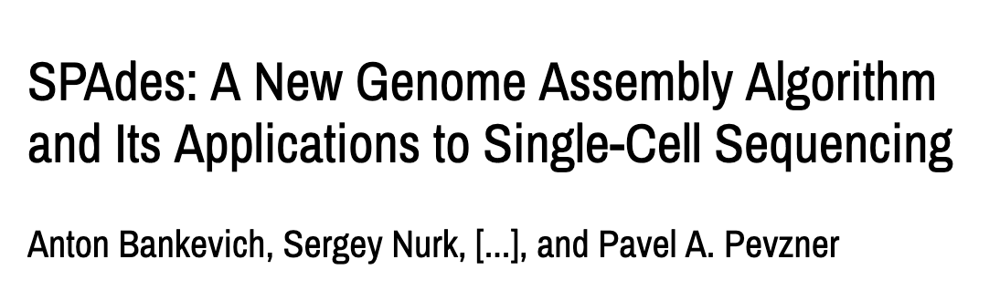 SPAdes: A New Genome Assembly Algorithm
and Its Applications to Single-Cell Sequencing
Anton Bankevich, Sergey Nurk, [...], and Pavel A. Pevzner